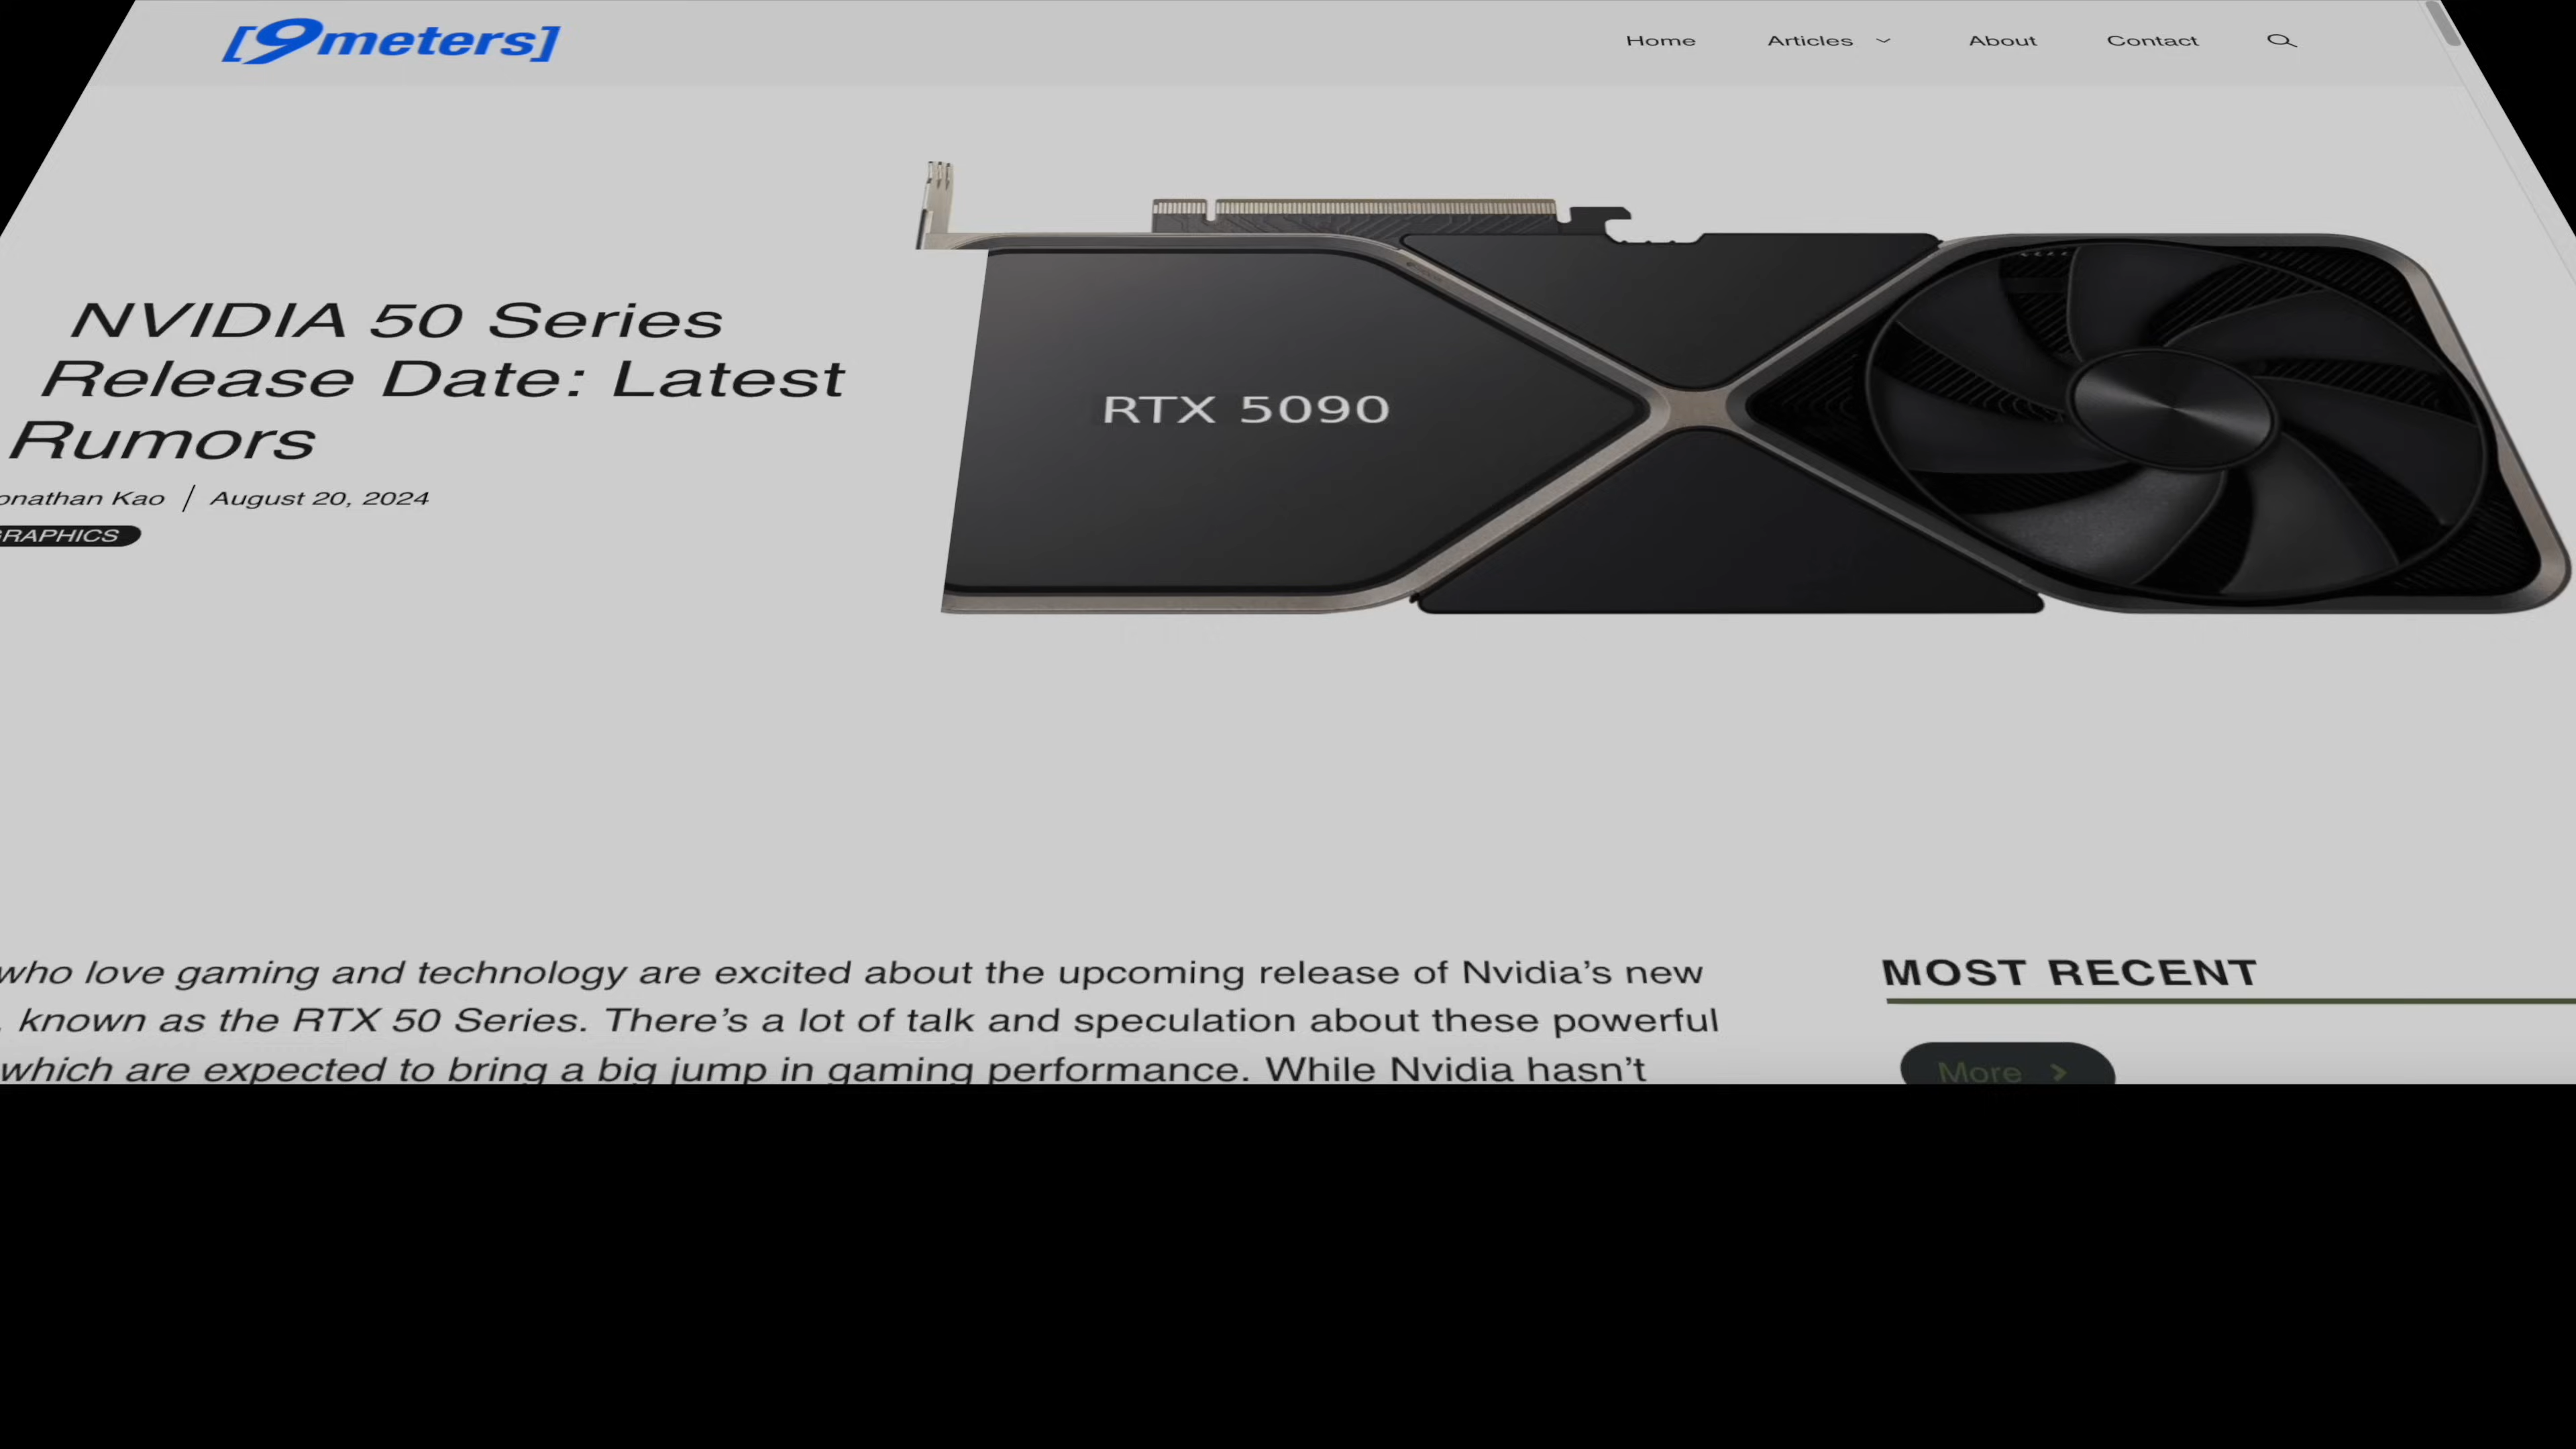 [9meters]
Home Articles About Contact
NVIDIA 50 Series
Release Date: Latest
Rumors
onathan Kao / August 20, 2024
GRAPHICS
RTX 5090
who love gaming and technology are excited about the upcoming release of Nvidia's new
, known as the RTX 50 Series. There's a lot of talk and speculation about these powerful
which are expected to bring a big jump in gaming performance. While Nvidia hasn't
MOST RECENT
More